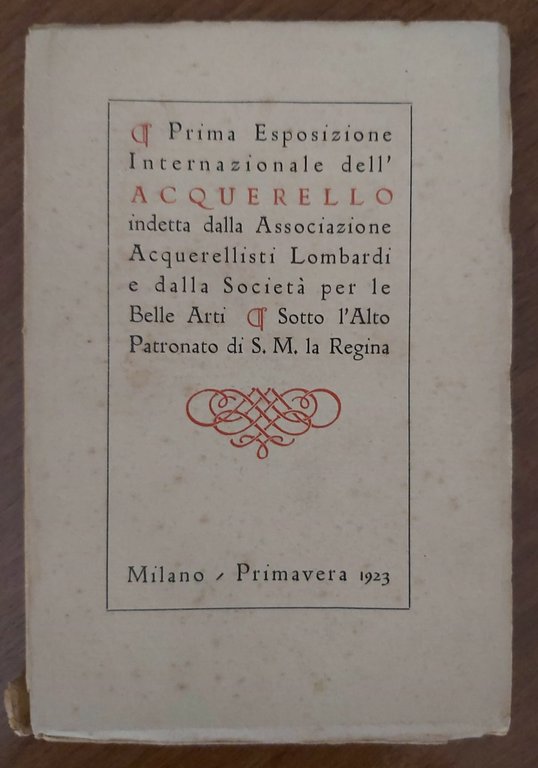 ¶ Prima Esposizione
Internazionale dell'
ACQUERELLO
indetta dalla Associazione
Acquerellisti Lombardi
e dalla Società per le
Belle Arti ¶ Sotto l'Alto
Patronato di S. M. la Regina
Milano / Primavera 1923